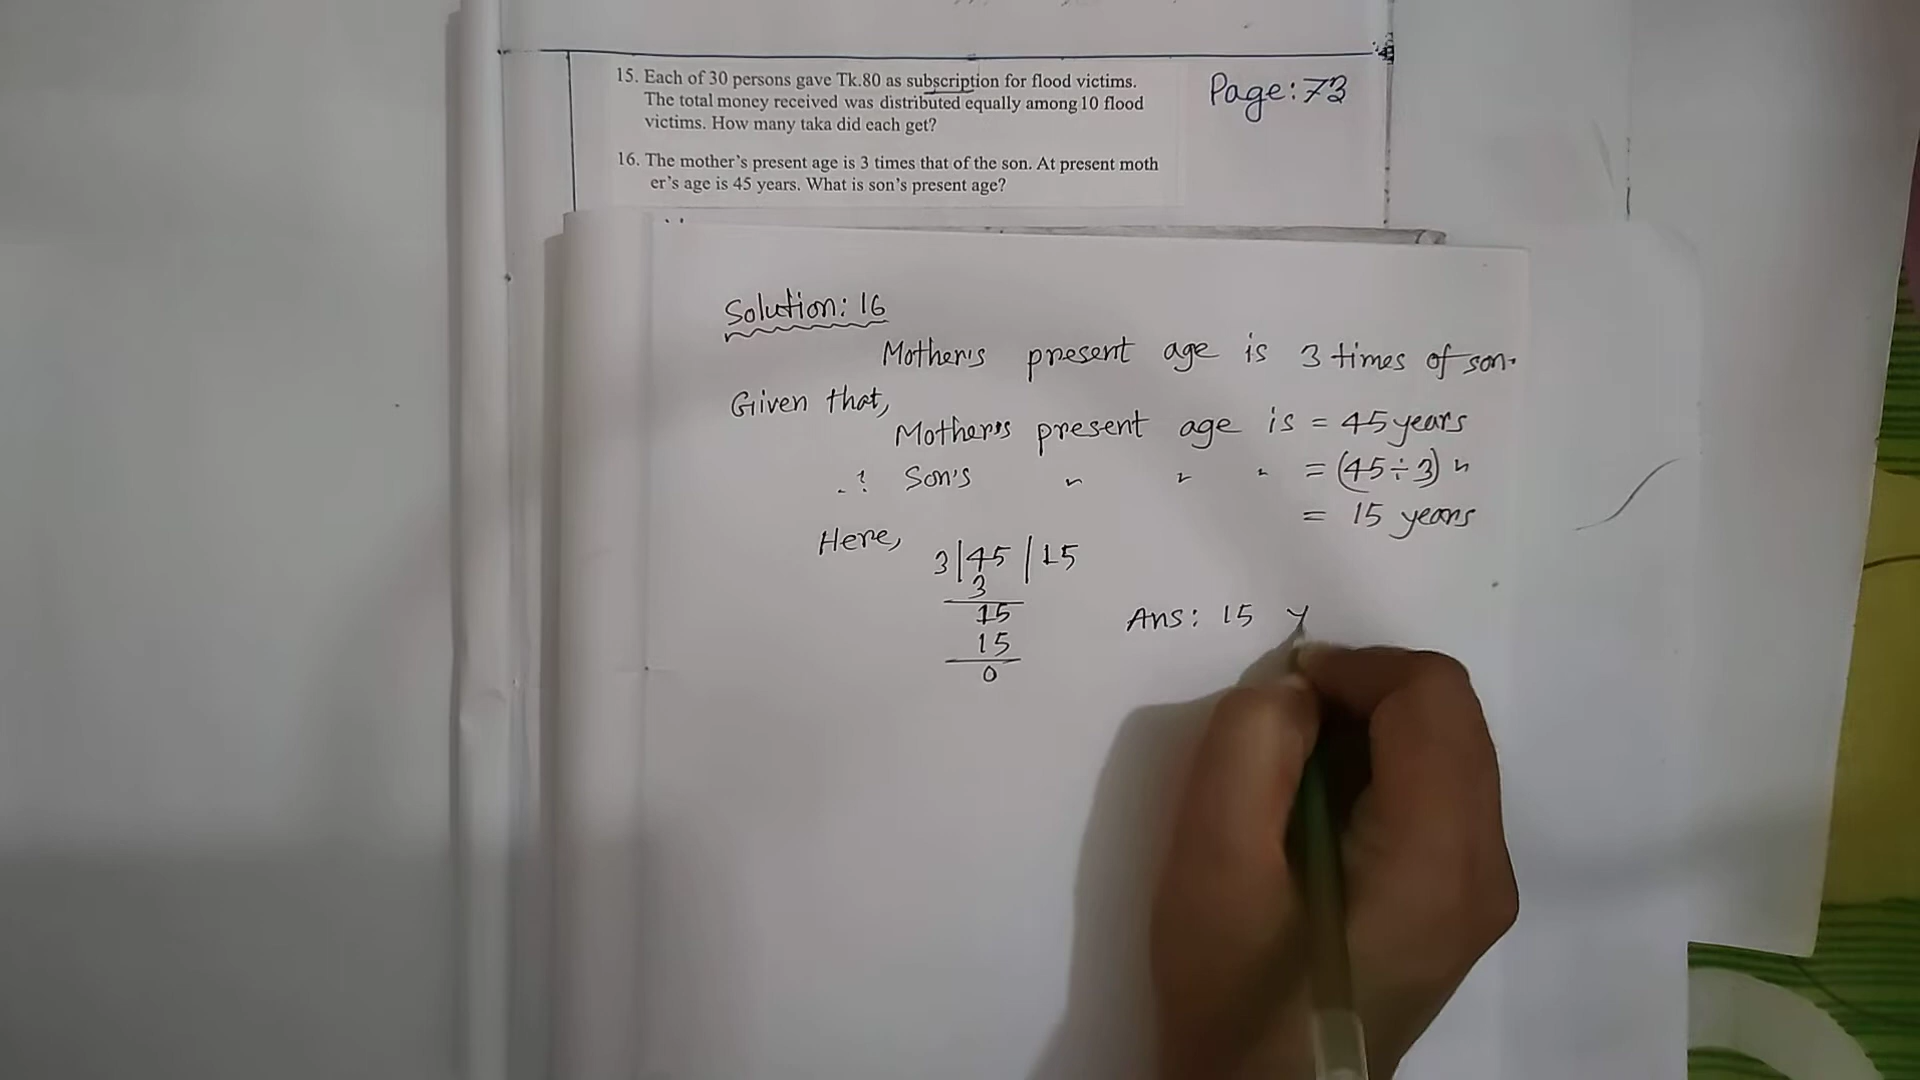 15. Each of 30 persons gave Tk.80 as subscription for flood victims.
The total money received was distributed equally among 10 flood
victims. How many taka did each get?
Page: 73
16. The mother's present age is 3 times that of the son. At present moth
er's age is 45 years. What is son's present age?
Solution: 16
Mother's present age is 3 times of son.
Given that,
Mother's present age is = 45 years
∴ Son's " " " = (45÷3) "
= 15 years
Here,
3|45|15
3
15
15
0
Ans: 15 y